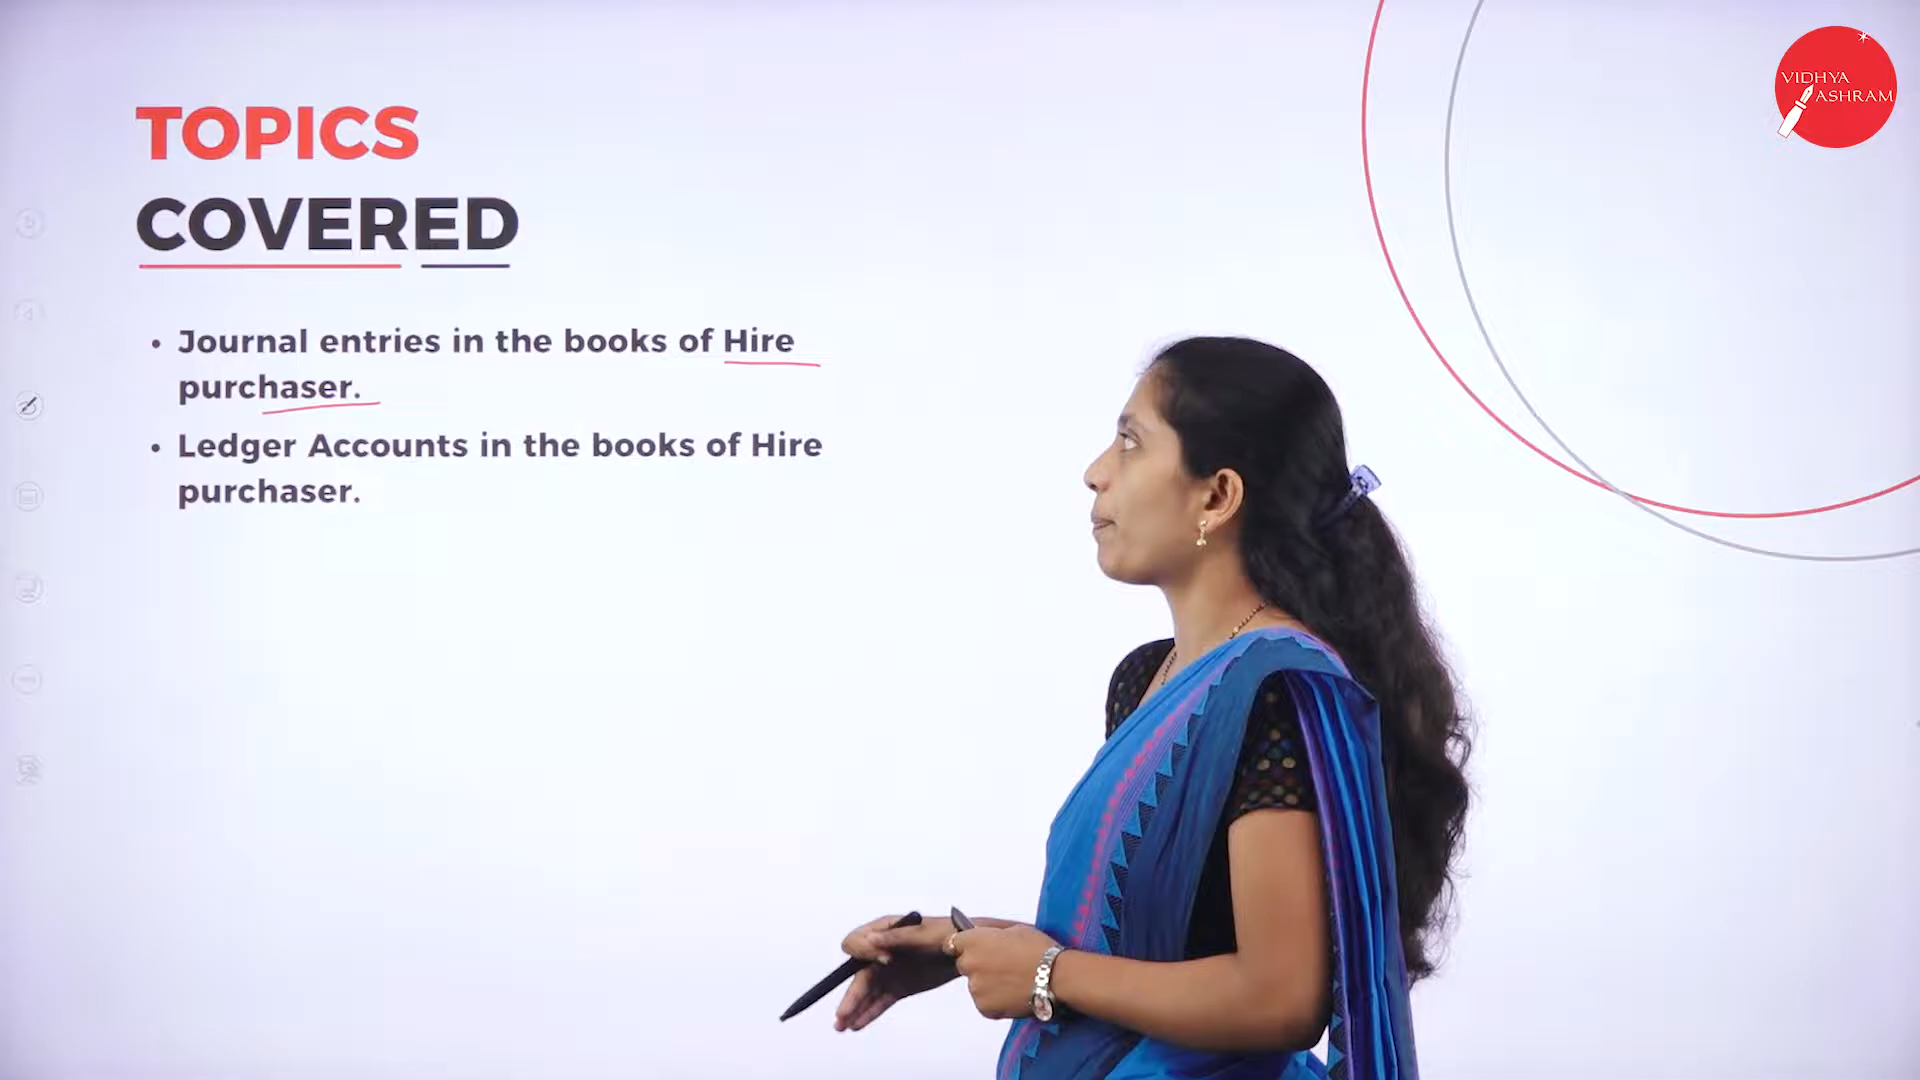 VIDHYA
ASHRAM
TOPICS
COVERED
• Journal entries in the books of Hire
purchaser.
• Ledger Accounts in the books of Hire
purchaser.